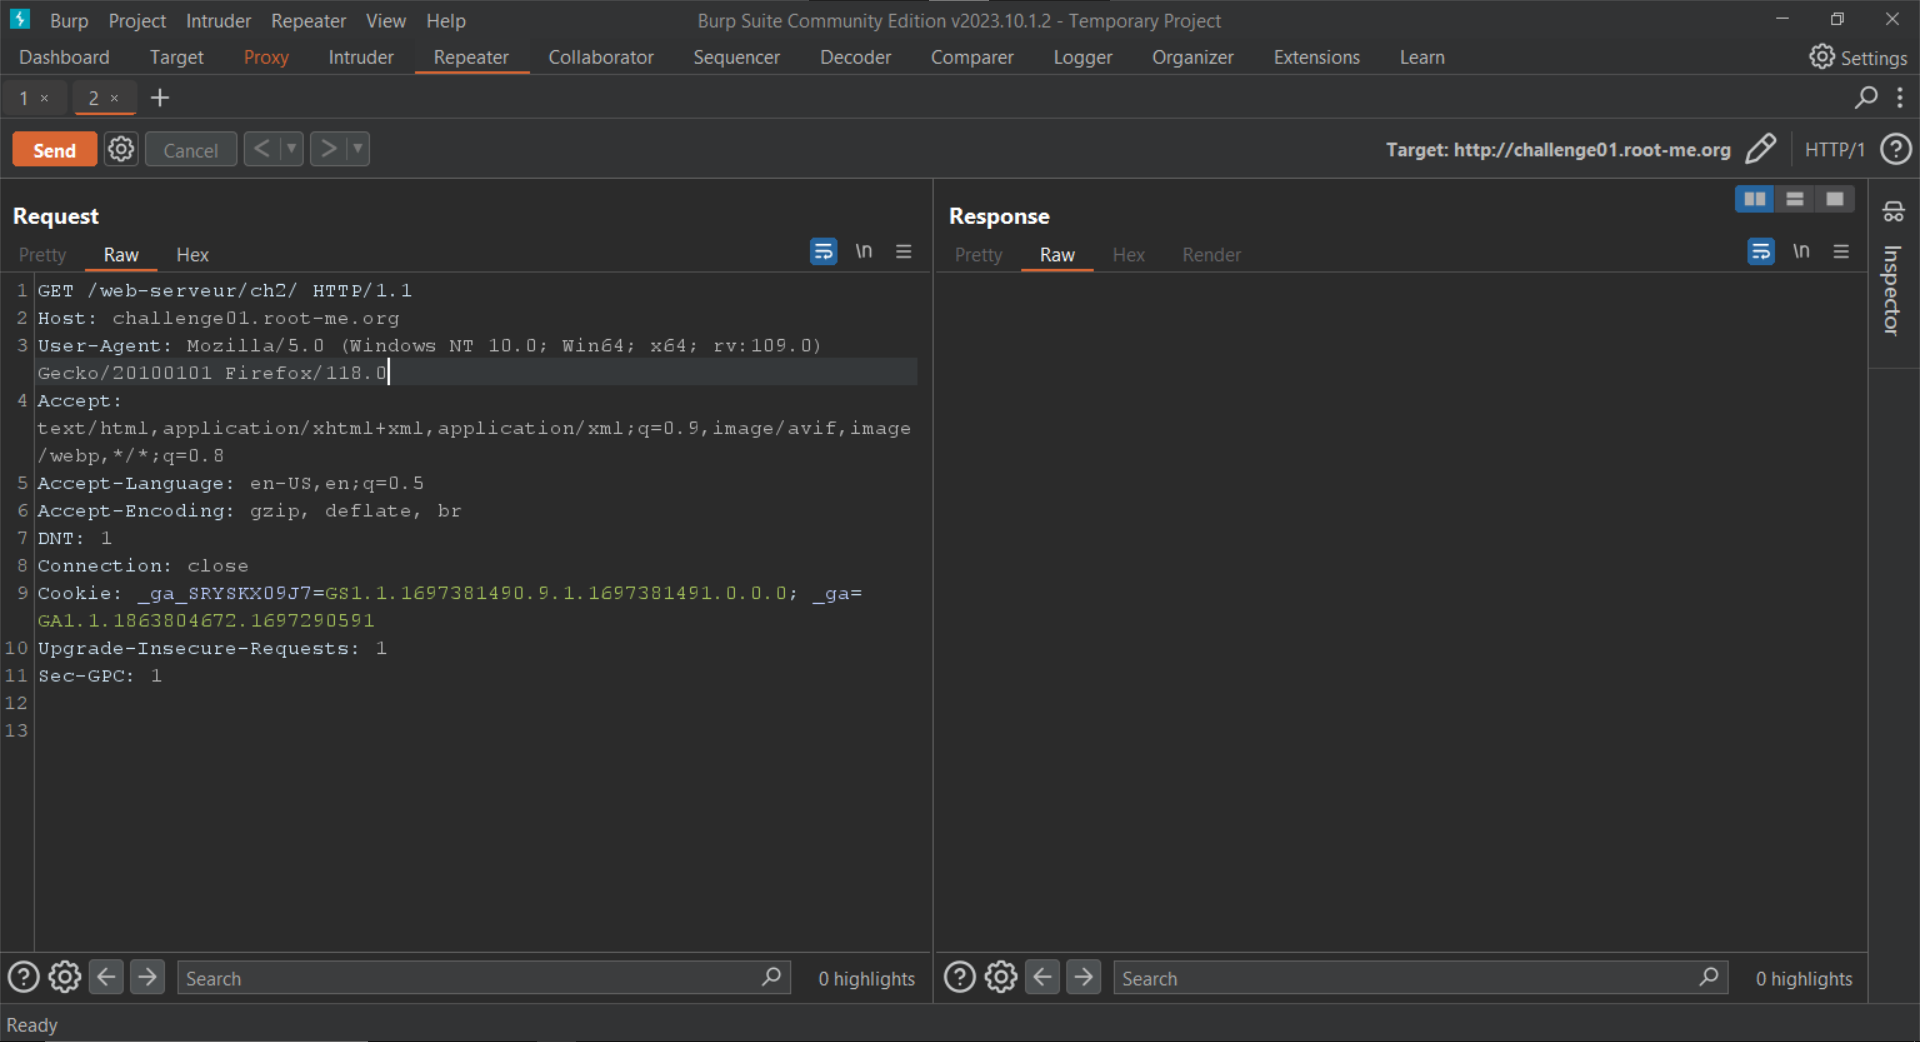 Burp Project Intruder Repeater View Help Burp Suite Community Edition v2023.10.1.2 - Temporary Project
Dashboard Target Proxy Intruder Repeater Collaborator Sequencer Decoder Comparer Logger Organizer Extensions Learn Settings
1 × 2 × +
Send Cancel < > Target: http://challenge01.root-me.org HTTP/1 ?
Request
Pretty Raw Hex \n
1 GET /web-serveur/ch2/ HTTP/1.1
2 Host: challenge01.root-me.org
3 User-Agent: Mozilla/5.0 (Windows NT 10.0; Win64; x64; rv:109.0)
Gecko/20100101 Firefox/118.0
4 Accept:
text/html,application/xhtml+xml,application/xml;q=0.9,image/avif,image
/webp,*/*;q=0.8
5 Accept-Language: en-US,en;q=0.5
6 Accept-Encoding: gzip, deflate, br
7 DNT: 1
8 Connection: close
9 Cookie: _ga_SRYSKX09J7=GS1.1.1697381490.9.1.1697381491.0.0.0; _ga=
GA1.1.1863804672.1697290591
10 Upgrade-Insecure-Requests: 1
11 Sec-GPC: 1
12
13
? Search 0 highlights
Response
Pretty Raw Hex Render \n
? Search 0 highlights
Inspector
Ready